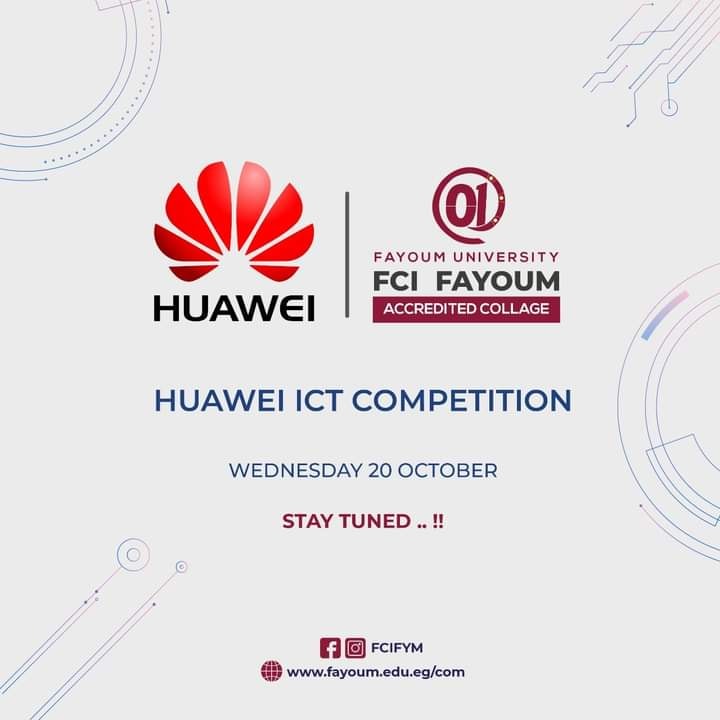 HUAWEI
01
FAYOUM UNIVERSITY
FCI FAYOUM
ACCREDITED COLLAGE
HUAWEI ICT COMPETITION
WEDNESDAY 20 OCTOBER
STAY TUNED .. !!
FCIFYM
www.fayoum.edu.eg/com